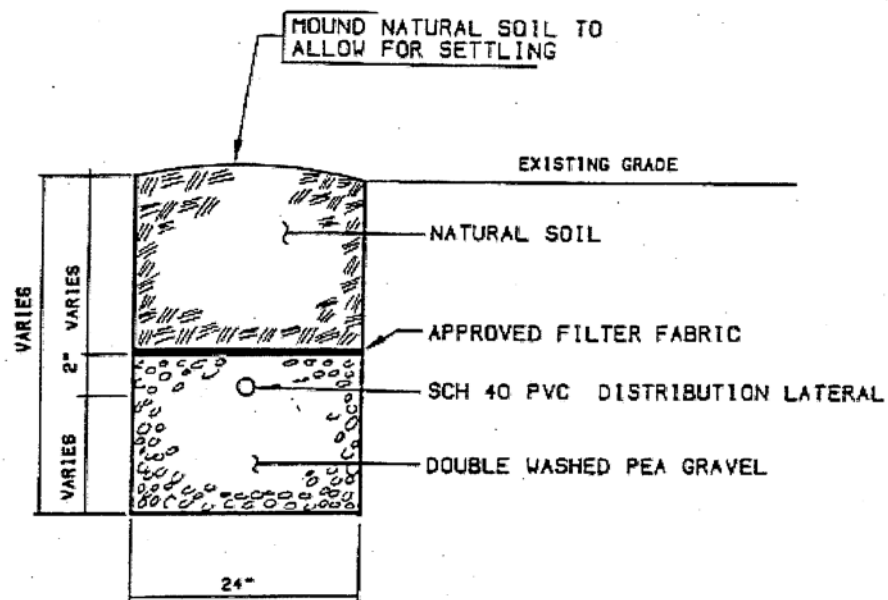 MOUND NATURAL SOIL TO
ALLOW FOR SETTLING
EXISTING GRADE
NATURAL SOIL
VARIES
VARIES
APPROVED FILTER FABRIC
2"
SCH 40 PVC DISTRIBUTION LATERAL
VARIES
DOUBLE WASHED PEA GRAVEL
24"